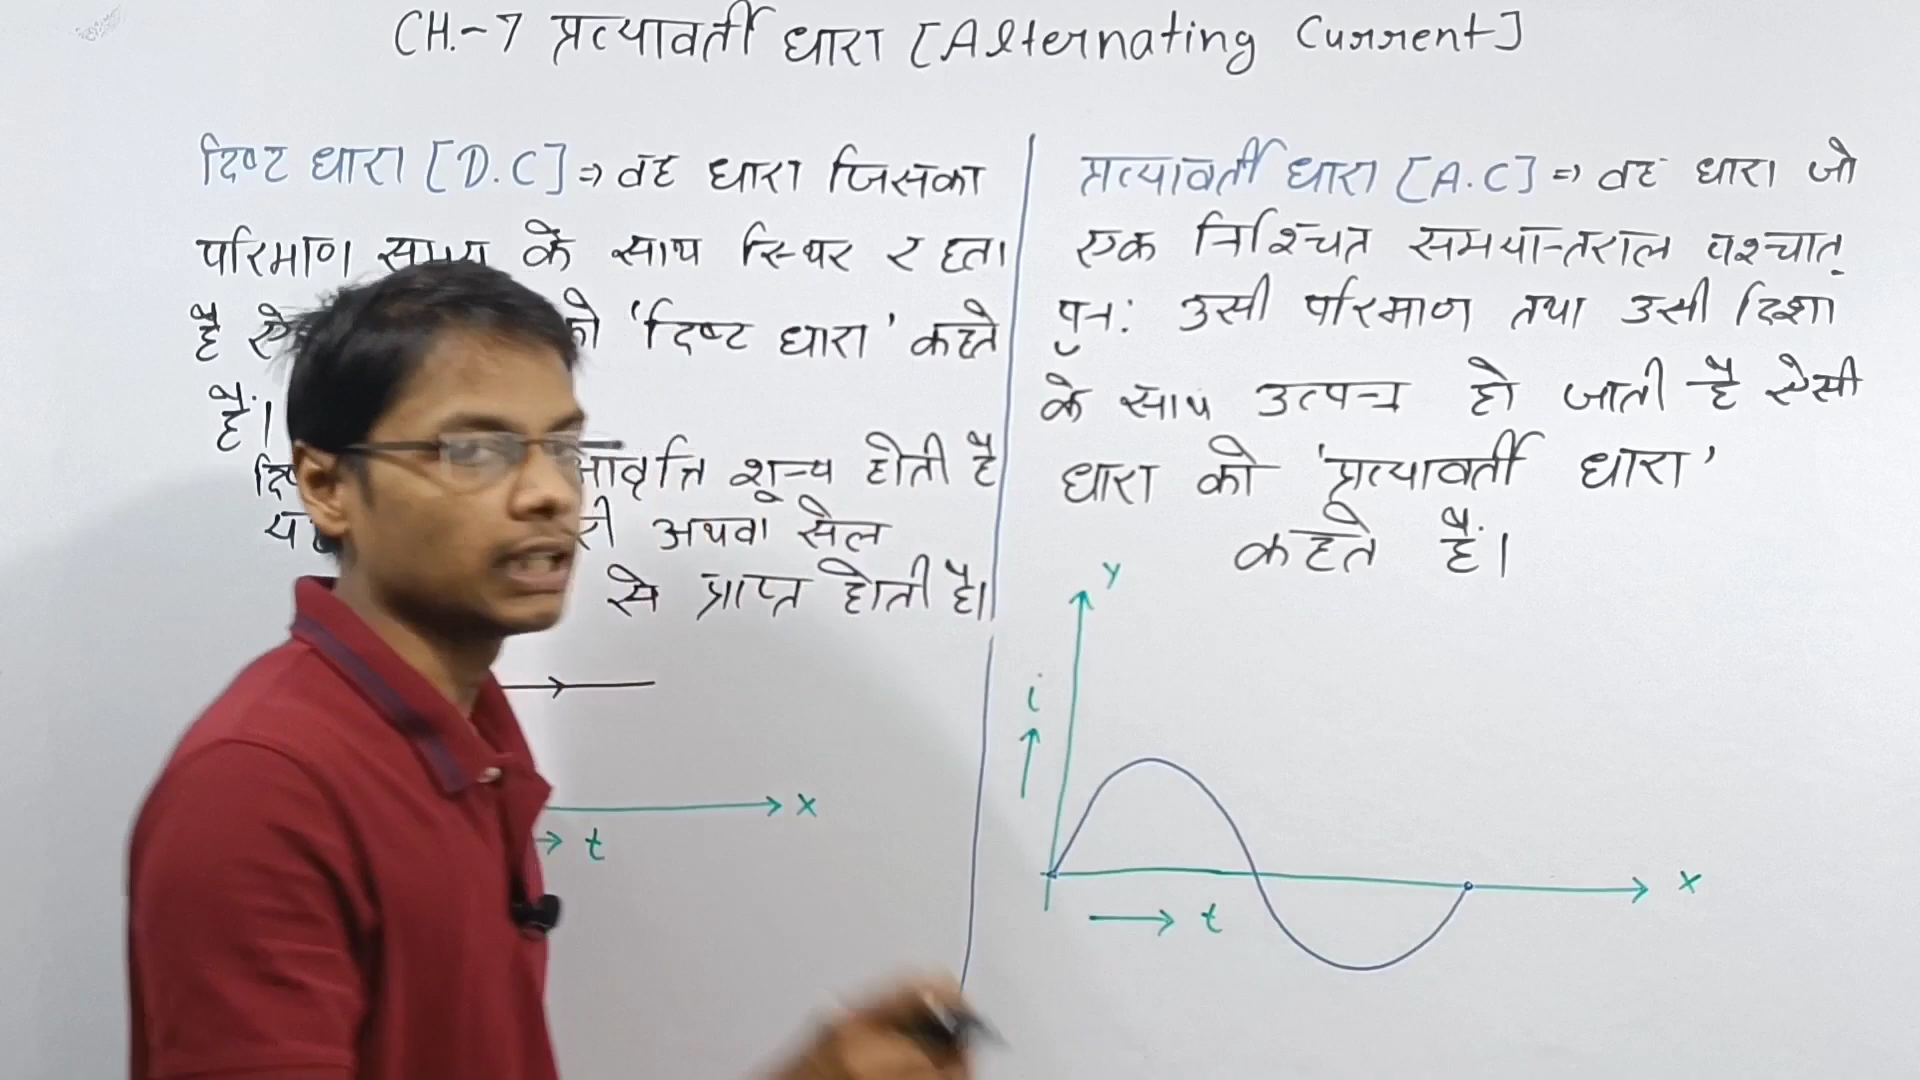 CH.-7 प्रत्यावर्ती धारा [Alternating Current]
दिष्ट धारा [D.C] ⇒ वह धारा जिसका
परिमाण समय के साथ स्थिर रहता
है को 'दिष्ट धारा' कहते
हैं।
आवृत्ति शून्य होती है
अथवा सेल
से प्राप्त होती है।
x
→ t
प्रत्यावर्ती धारा [A.C] ⇒ वह धारा जो
एक निश्चित समयान्तराल पश्चात्
पुनः उसी परिमाण तथा उसी दिशा
के साथ उत्पन्न हो जाती है ऐसी
धारा को 'प्रत्यावर्ती धारा'
कहते हैं।
y
i
x
→ t